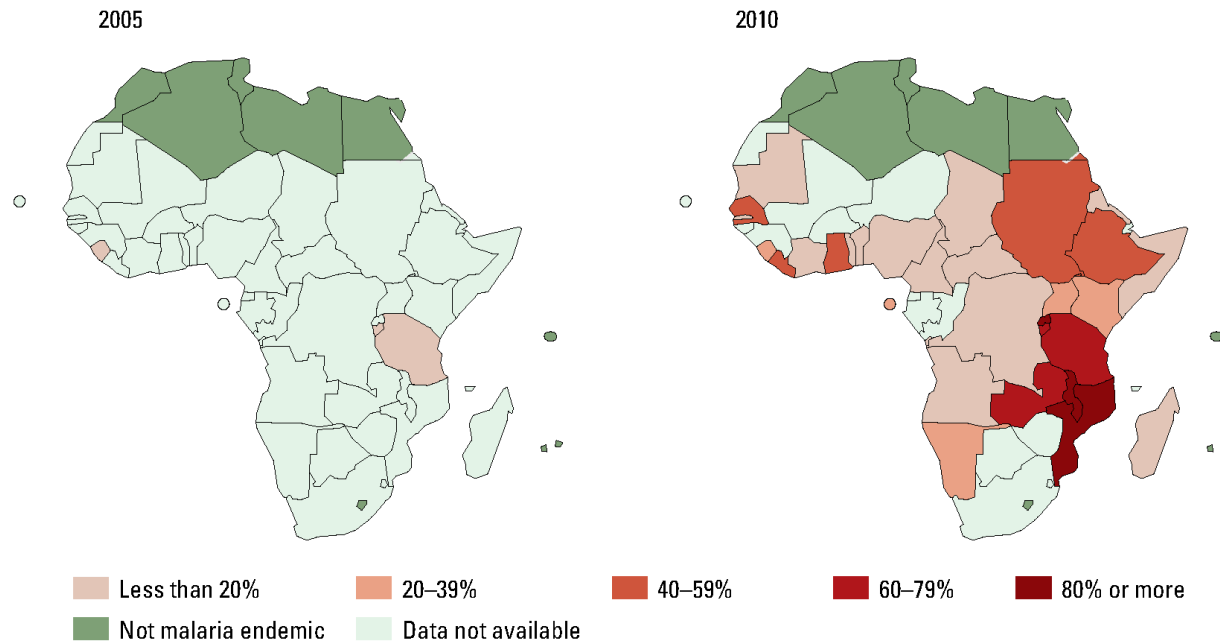 2005
2010
Less than 20%
20–39%
40–59%
60–79%
80% or more
Not malaria endemic
Data not available